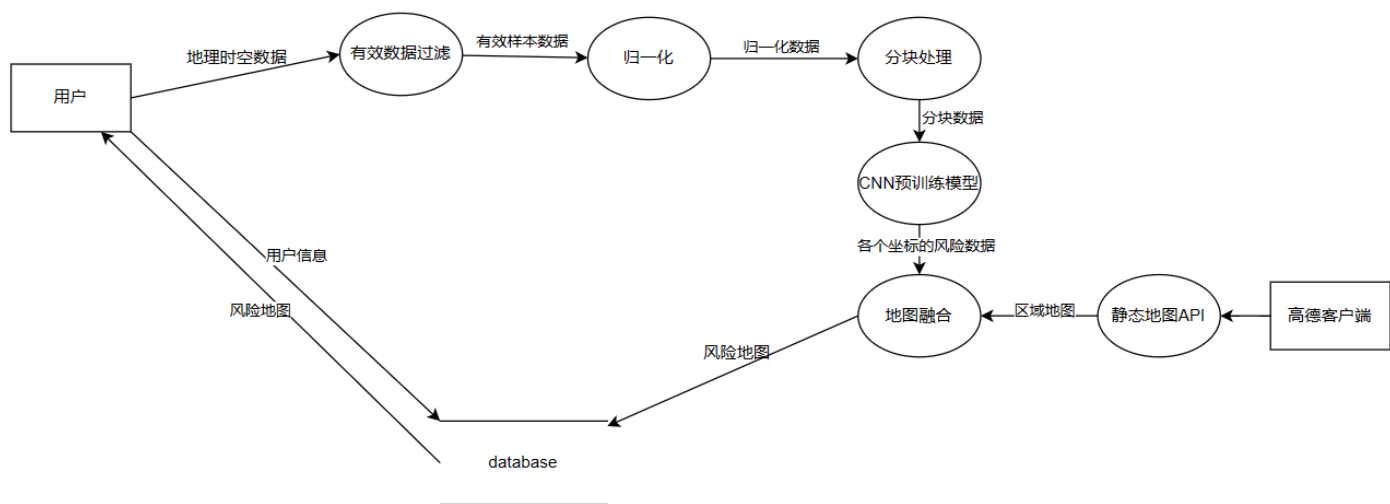 用户
地理时空数据
有效数据过滤
有效样本数据
归一化
归一化数据
分块处理
分块数据
CNN预训练模型
各个坐标的风险数据
地图融合
区域地图
静态地图API
高德客户端
用户信息
风险地图
风险地图
database